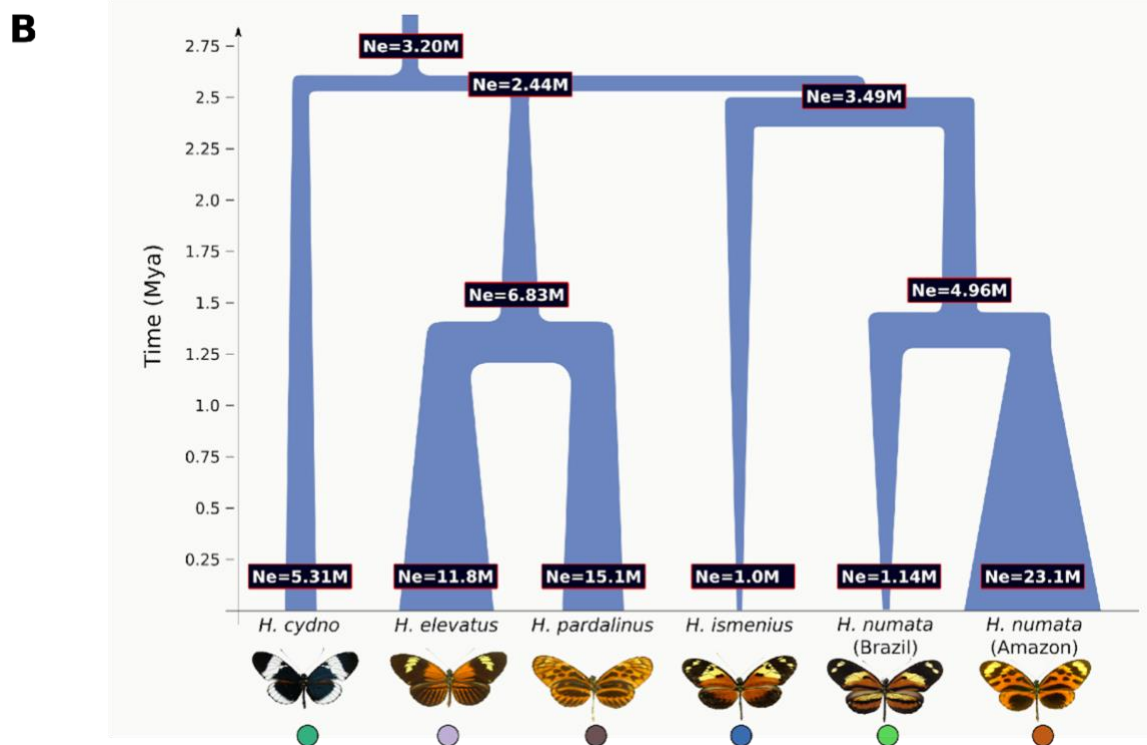 B
Ne=3.20M
2.75
Ne=2.44M
2.5
Ne=3.49M
2.25
2.0
1.75
Time (Mya)
Ne=6.83M
Ne=4.96M
1.5
1.25
1.0
0.75
0.5
0.25
Ne=5.31M Ne=11.8M Ne=15.1M Ne=1.0M Ne=1.14M Ne=23.1M
H. cydno H. elevatus H. pardalinus H. ismenius H. numata H. numata
(Brazil) (Amazon)